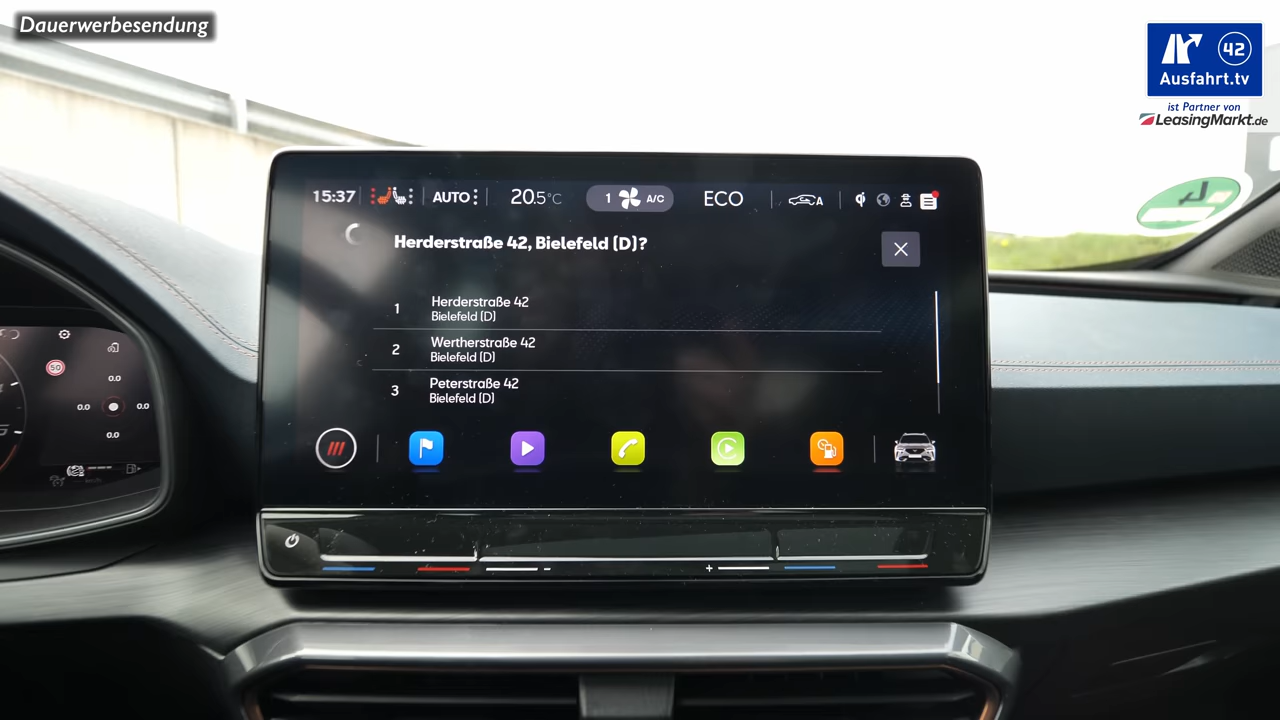 Dauerwerbesendung
42
Ausfahrt.tv
ist Partner von
LeasingMarkt.de
15:37
AUTO
20.5°C
1 A/C
ECO
A
Herderstraße 42, Bielefeld (D)?
1 Herderstraße 42
Bielefeld (D)
2 Wertherstraße 42
Bielefeld (D)
3 Peterstraße 42
Bielefeld (D)
50
0.0
0.0 0.0
0.0
- +